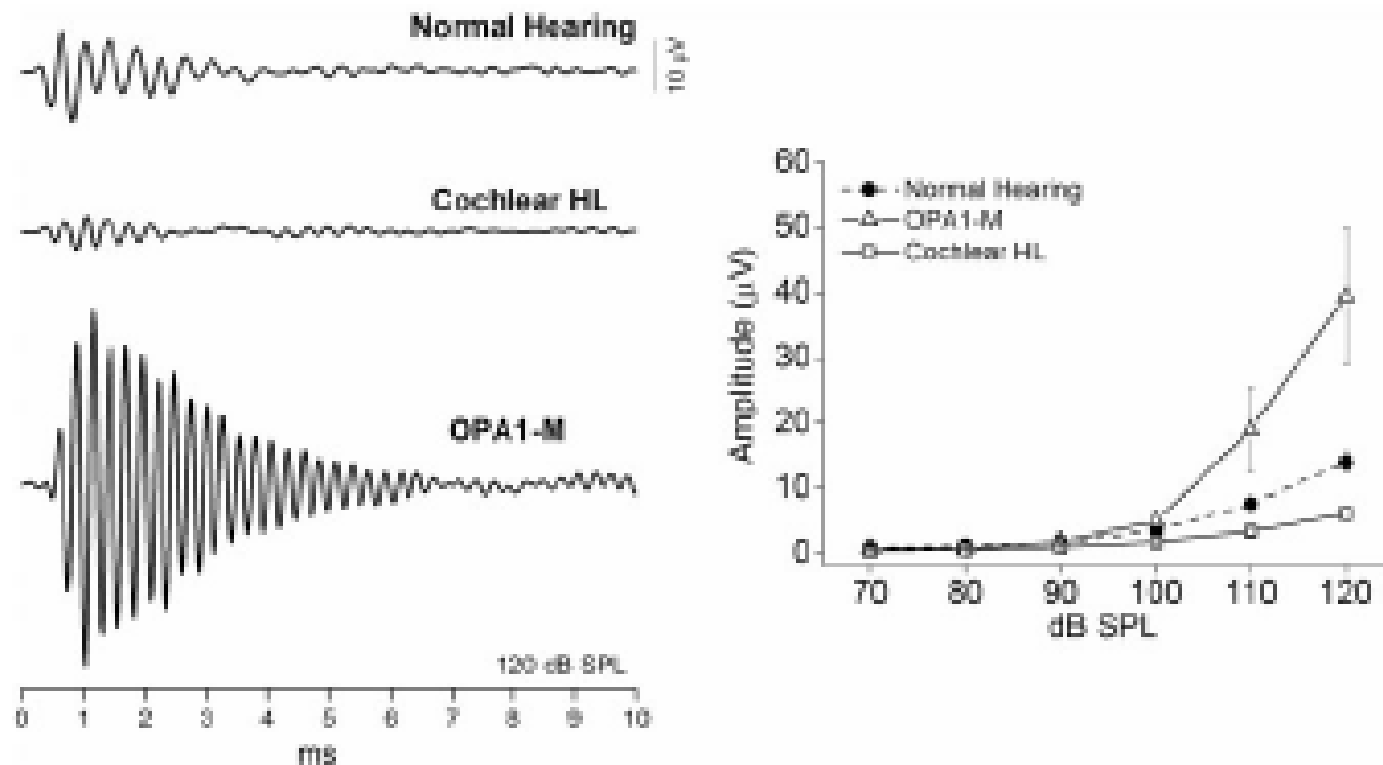 Normal Hearing
10 µV
Cochlear HL
OPA1-M
120 dB SPL
0 1 2 3 4 5 6 7 8 9 10
ms
60
50
40
30
20
10
0
Amplitude (µV)
Normal Hearing
OPA1-M
Cochlear HL
70 80 90 100 110 120
dB SPL